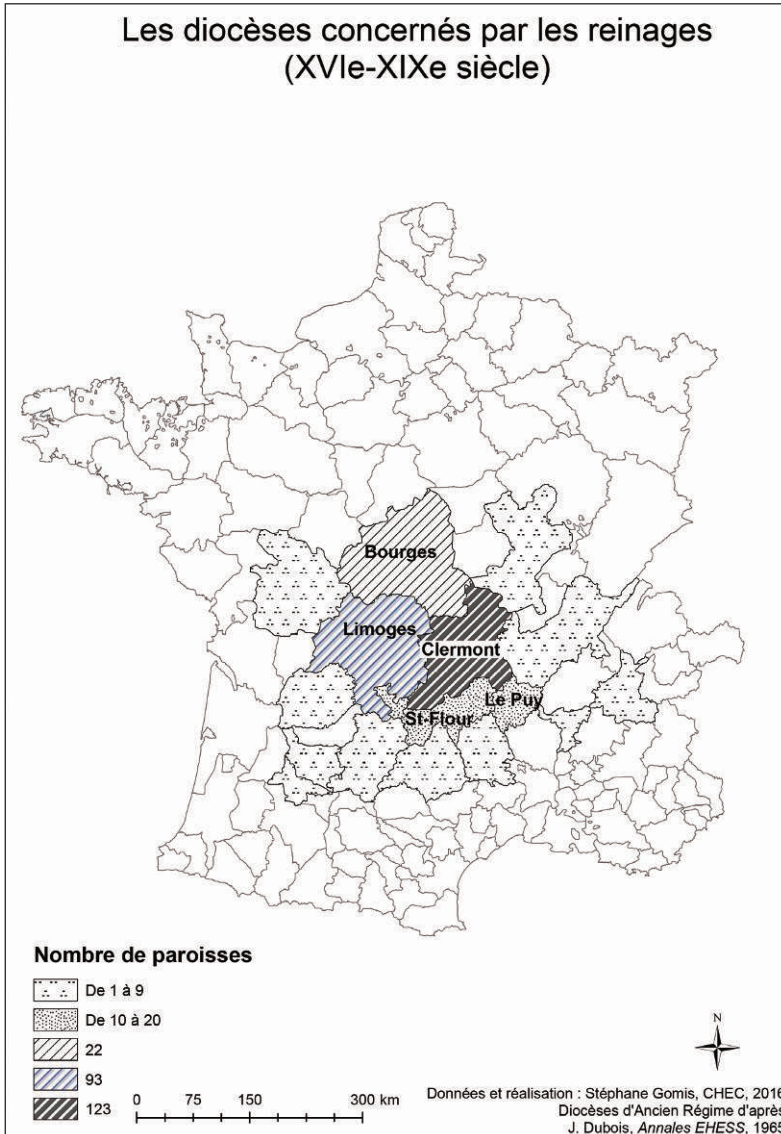 Les diocèses concernés par les reinages
(XVIe-XIXe siècle)
Bourges
Limoges
Clermont
Le Puy
St-Flour
Nombre de paroisses
De 1 à 9
De 10 à 20
22
93
123
0 75 150 300 km
N
Données et réalisation : Stéphane Gomis, CHEC, 2016
Diocèses d'Ancien Régime d'après
J. Dubois, Annales EHESS, 1965